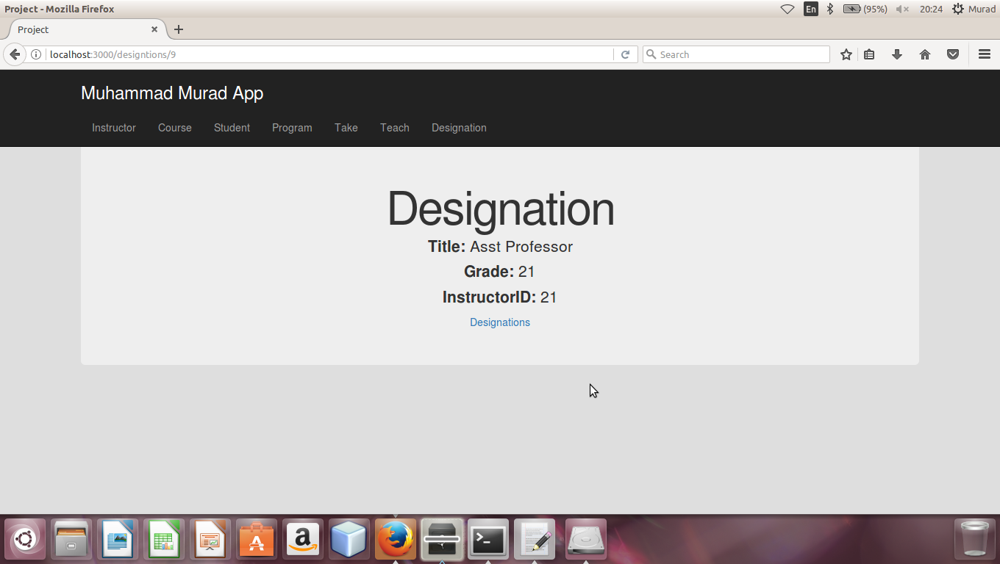 Project - Mozilla Firefox
En
(95%)
20:24
Murad
Project
localhost:3000/designtions/9
Search
Muhammad Murad App
Instructor Course Student Program Take Teach Designation
Designation
Title: Asst Professor
Grade: 21
InstructorID: 21
Designations